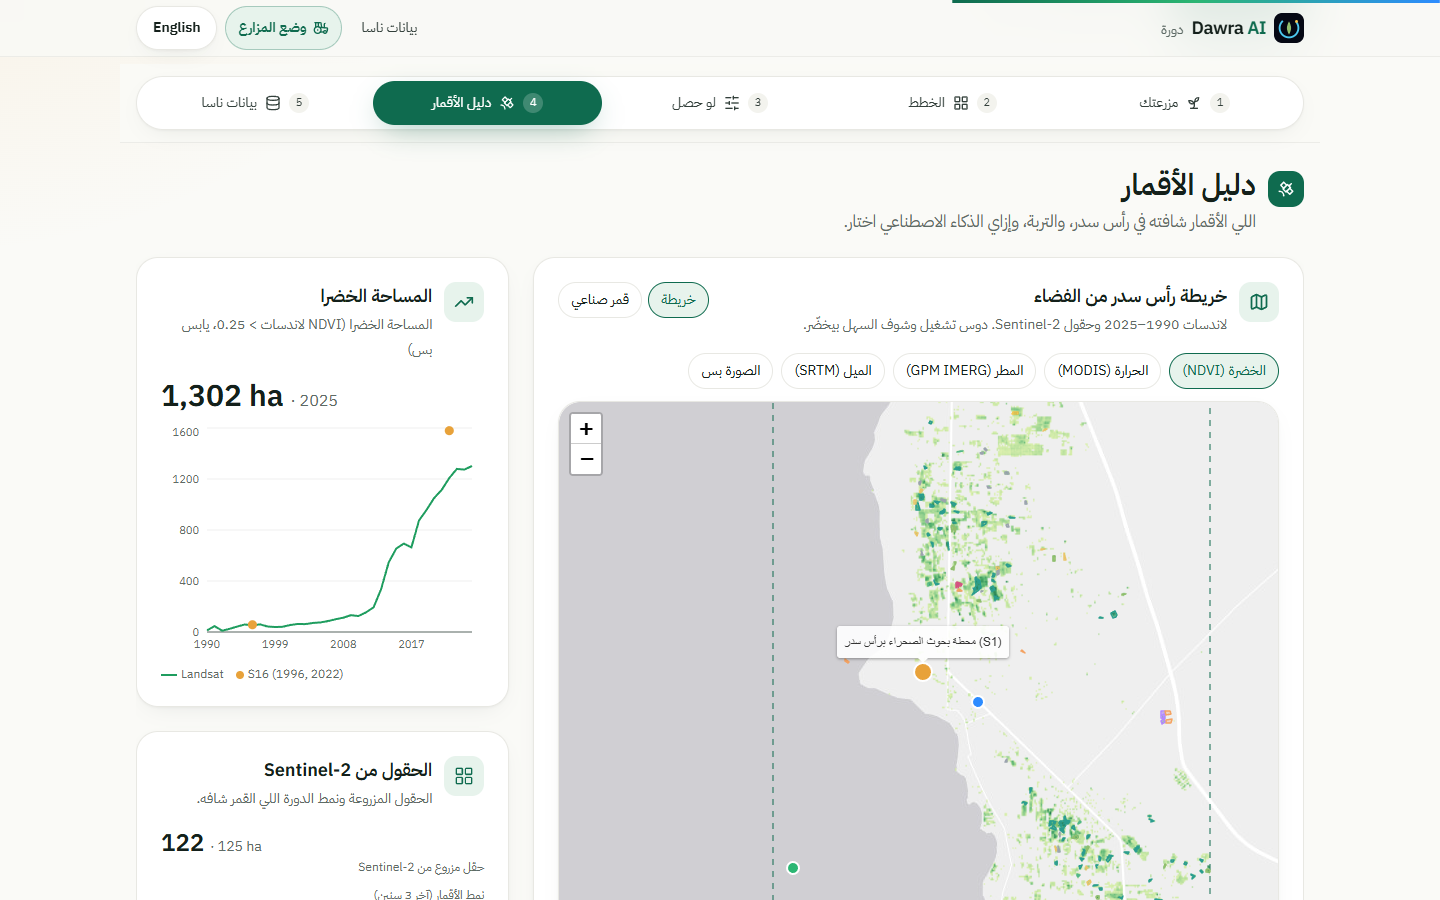 Dawra AI دورة
بيانات ناسا
وضع المزارع
English
1 مزرعتك
2 الخطط
3 لو حصل
4 دليل الأقمار
5 بيانات ناسا
دليل الأقمار
اللي الأقمار شافته في رأس سدر، والتربة، وإزاي الذكاء الاصطناعي اختار.
خريطة رأس سدر من الفضاء
لاندسات 1990–2025 وحقول Sentinel-2. دوس تشغيل وشوف السهل بيخضّر.
خريطة
قمر صناعي
الخضرة (NDVI)
الحرارة (MODIS)
المطر (GPM IMERG)
الميل (SRTM)
الصورة بس
+
−
محطة بحوث الصحراء برأس سدر (S1)
المساحة الخضرا
المساحة الخضرا (NDVI لاندسات > 0.25، يابس
بس)
1,302 ha · 2025
1600
1200
800
400
0
1990 1999 2008 2017
Landsat S16 (1996, 2022)
الحقول من Sentinel-2
الحقول المزروعة ونمط الدورة اللي القمر شافه.
122 · 125 ha
حقل مزروع من Sentinel-2
نمط الأقمار (آخر 3 سنين)